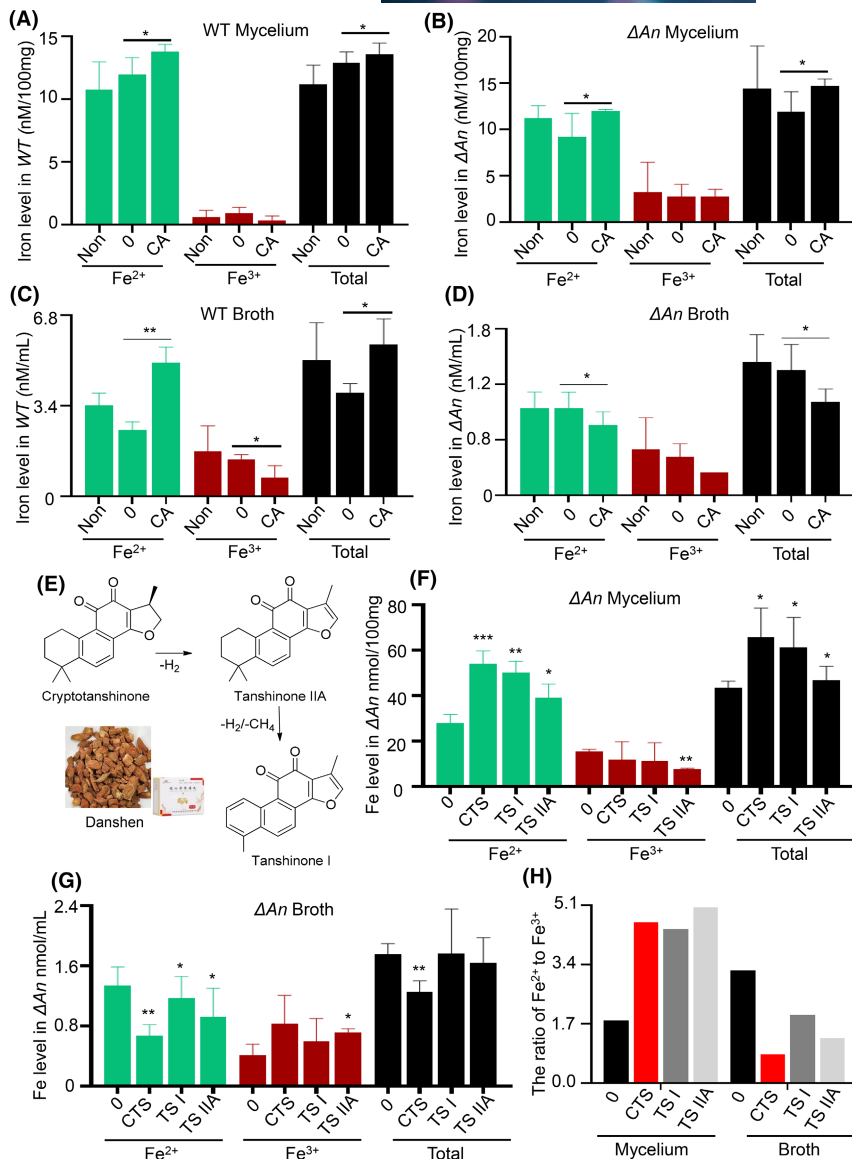 (A)
WT Mycelium
Iron level in WT (nM/100mg)
15
10
5
0
*
*
Non
0
CA
Non
0
CA
Non
0
CA
Fe2+
Fe3+
Total
(B)
ΔAn Mycelium
Iron level in ΔAn (nM/100mg)
20
15
10
5
0
*
*
Non
0
CA
Non
0
CA
Non
0
CA
Fe2+
Fe3+
Total
(C)
WT Broth
Iron level in WT (nM/mL)
6.8
3.4
0
**
*
*
Non
0
CA
Non
0
CA
Non
0
CA
Fe2+
Fe3+
Total
(D)
ΔAn Broth
Iron level in ΔAn (nM/mL)
1.8
1.2
0.8
0
*
*
Non
0
CA
Non
0
CA
Non
0
CA
Fe2+
Fe3+
Total
(E)
O
O
O
Cryptotanshinone
-H2
O
O
O
Tanshinone IIA
-H2/-CH4
O
O
O
Tanshinone I
Danshen
(F)
ΔAn Mycelium
Fe level in ΔAn nmol/100mg
80
60
40
20
0
***
**
*
**
*
*
*
0
CTS
TS I
TS IIA
0
CTS
TS I
TS IIA
0
CTS
TS I
TS IIA
Fe2+
Fe3+
Total
(G)
ΔAn Broth
Fe level in ΔAn nmol/mL
2.4
1.6
0.8
0
**
*
*
*
**
0
CTS
TS I
TS IIA
0
CTS
TS I
TS IIA
0
CTS
TS I
TS IIA
Fe2+
Fe3+
Total
(H)
The ratio of Fe2+ to Fe3+
5.1
3.4
1.7
0.0
0
CTS
TS I
TS IIA
0
CTS
TS I
TS IIA
Mycelium
Broth